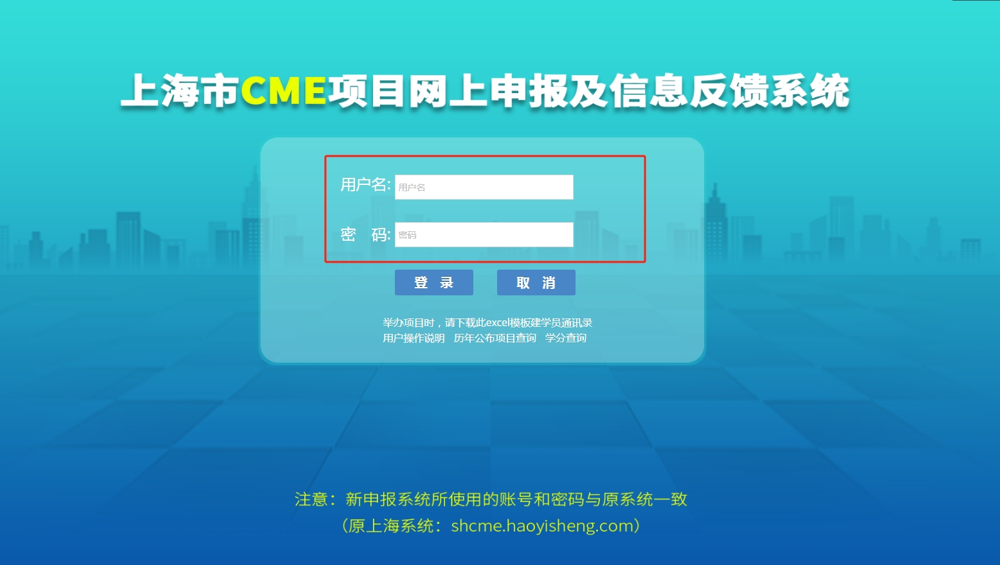 上海市CME项目网上申报及信息反馈系统
用户名: 用户名
密 码: 密码
登 录 取 消
举办项目时，请下载此excel模板建学员通讯录
用户操作说明 历年公布项目查询 学分查询
注意：新申报系统所使用的账号和密码与原系统一致
（原上海系统：shcme.haoyisheng.com）